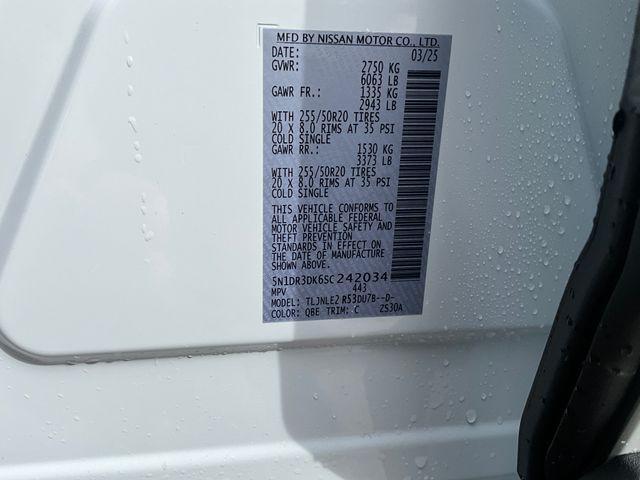 MFD BY NISSAN MOTOR CO., LTD.
DATE: 03/25
GVWR: 2750 KG
6063 LB
GAWR FR.: 1335 KG
2943 LB
WITH 255/50R20 TIRES
20 X 8.0 RIMS AT 35 PSI
COLD SINGLE
GAWR RR.: 1530 KG
3373 LB
WITH 255/50R20 TIRES
20 X 8.0 RIMS AT 35 PSI
COLD SINGLE
THIS VEHICLE CONFORMS TO
ALL APPLICABLE FEDERAL
MOTOR VEHICLE SAFETY AND
THEFT PREVENTION
STANDARDS IN EFFECT ON
THE DATE OF MANUFACTURE
SHOWN ABOVE.
5N1DR3DK6SC242034
MPV 443
MODEL: TLJNLE2 R53DU7B--D-
COLOR: QBE TRIM: C ZS30A